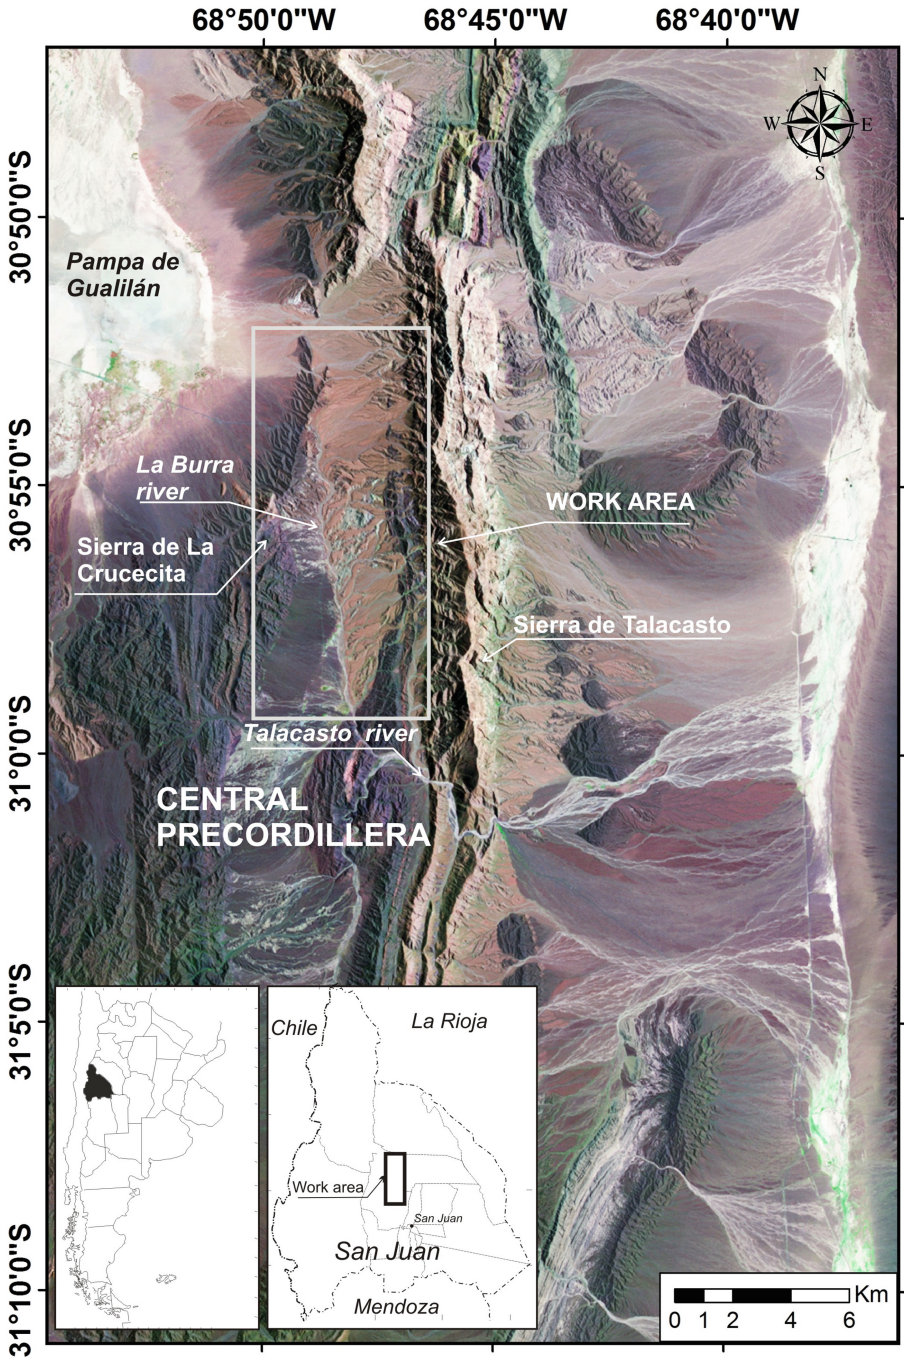 68°50'0"W 68°45'0"W 68°40'0"W
N
W E
S
30°50'0"S
Pampa de
Gualilán
30°55'0"S
La Burra
river
WORK AREA
Sierra de La
Crucecita
Sierra de Talacasto
31°0'0"S
Talacasto river
CENTRAL
PRECORDILLERA
31°5'0"S
Chile
La Rioja
Work area
San Juan
San Juan
Mendoza
31°10'0"S
Km
0 1 2 4 6